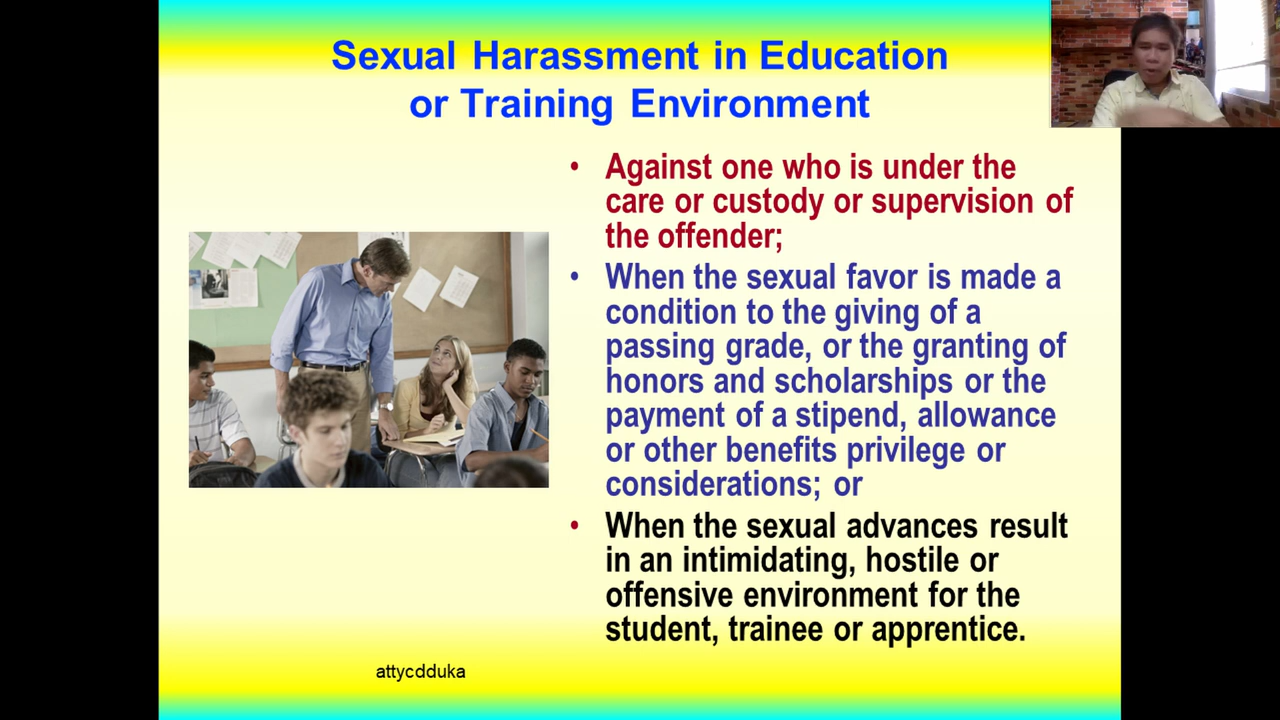 Sexual Harassment in Education
or Training Environment
• Against one who is under the
care or custody or supervision of
the offender;
• When the sexual favor is made a
condition to the giving of a
passing grade, or the granting of
honors and scholarships or the
payment of a stipend, allowance
or other benefits privilege or
considerations; or
• When the sexual advances result
in an intimidating, hostile or
offensive environment for the
student, trainee or apprentice.
attycdduka